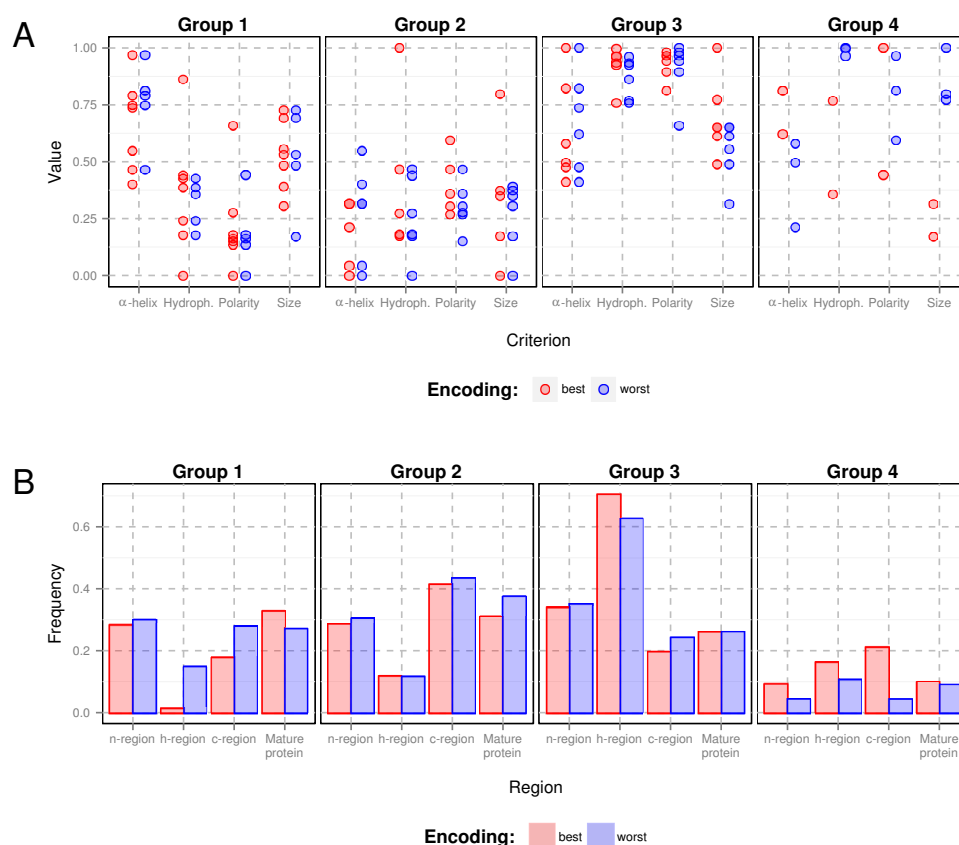 A
Group 1 Group 2 Group 3 Group 4
1.00
0.75
0.50
0.25
0.00
Value
α-helix Hydroph. Polarity Size α-helix Hydroph. Polarity Size α-helix Hydroph. Polarity Size α-helix Hydroph. Polarity Size
Criterion
Encoding: best worst
B
Group 1 Group 2 Group 3 Group 4
0.6
0.4
0.2
0.0
Frequency
n-region h-region c-region Mature protein n-region h-region c-region Mature protein n-region h-region c-region Mature protein n-region h-region c-region Mature protein
Region
Encoding: best worst